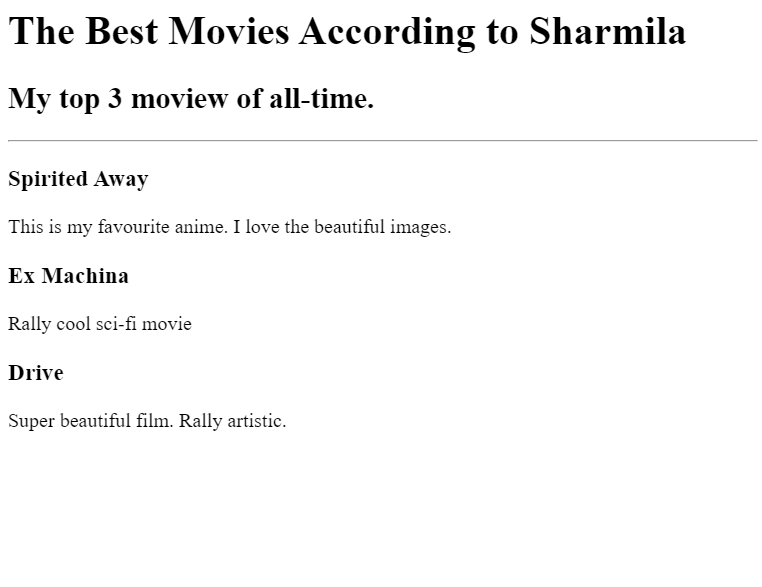 The Best Movies According to Sharmila
My top 3 moview of all-time.
Spirited Away
This is my favourite anime. I love the beautiful images.
Ex Machina
Rally cool sci-fi movie
Drive
Super beautiful film. Rally artistic.